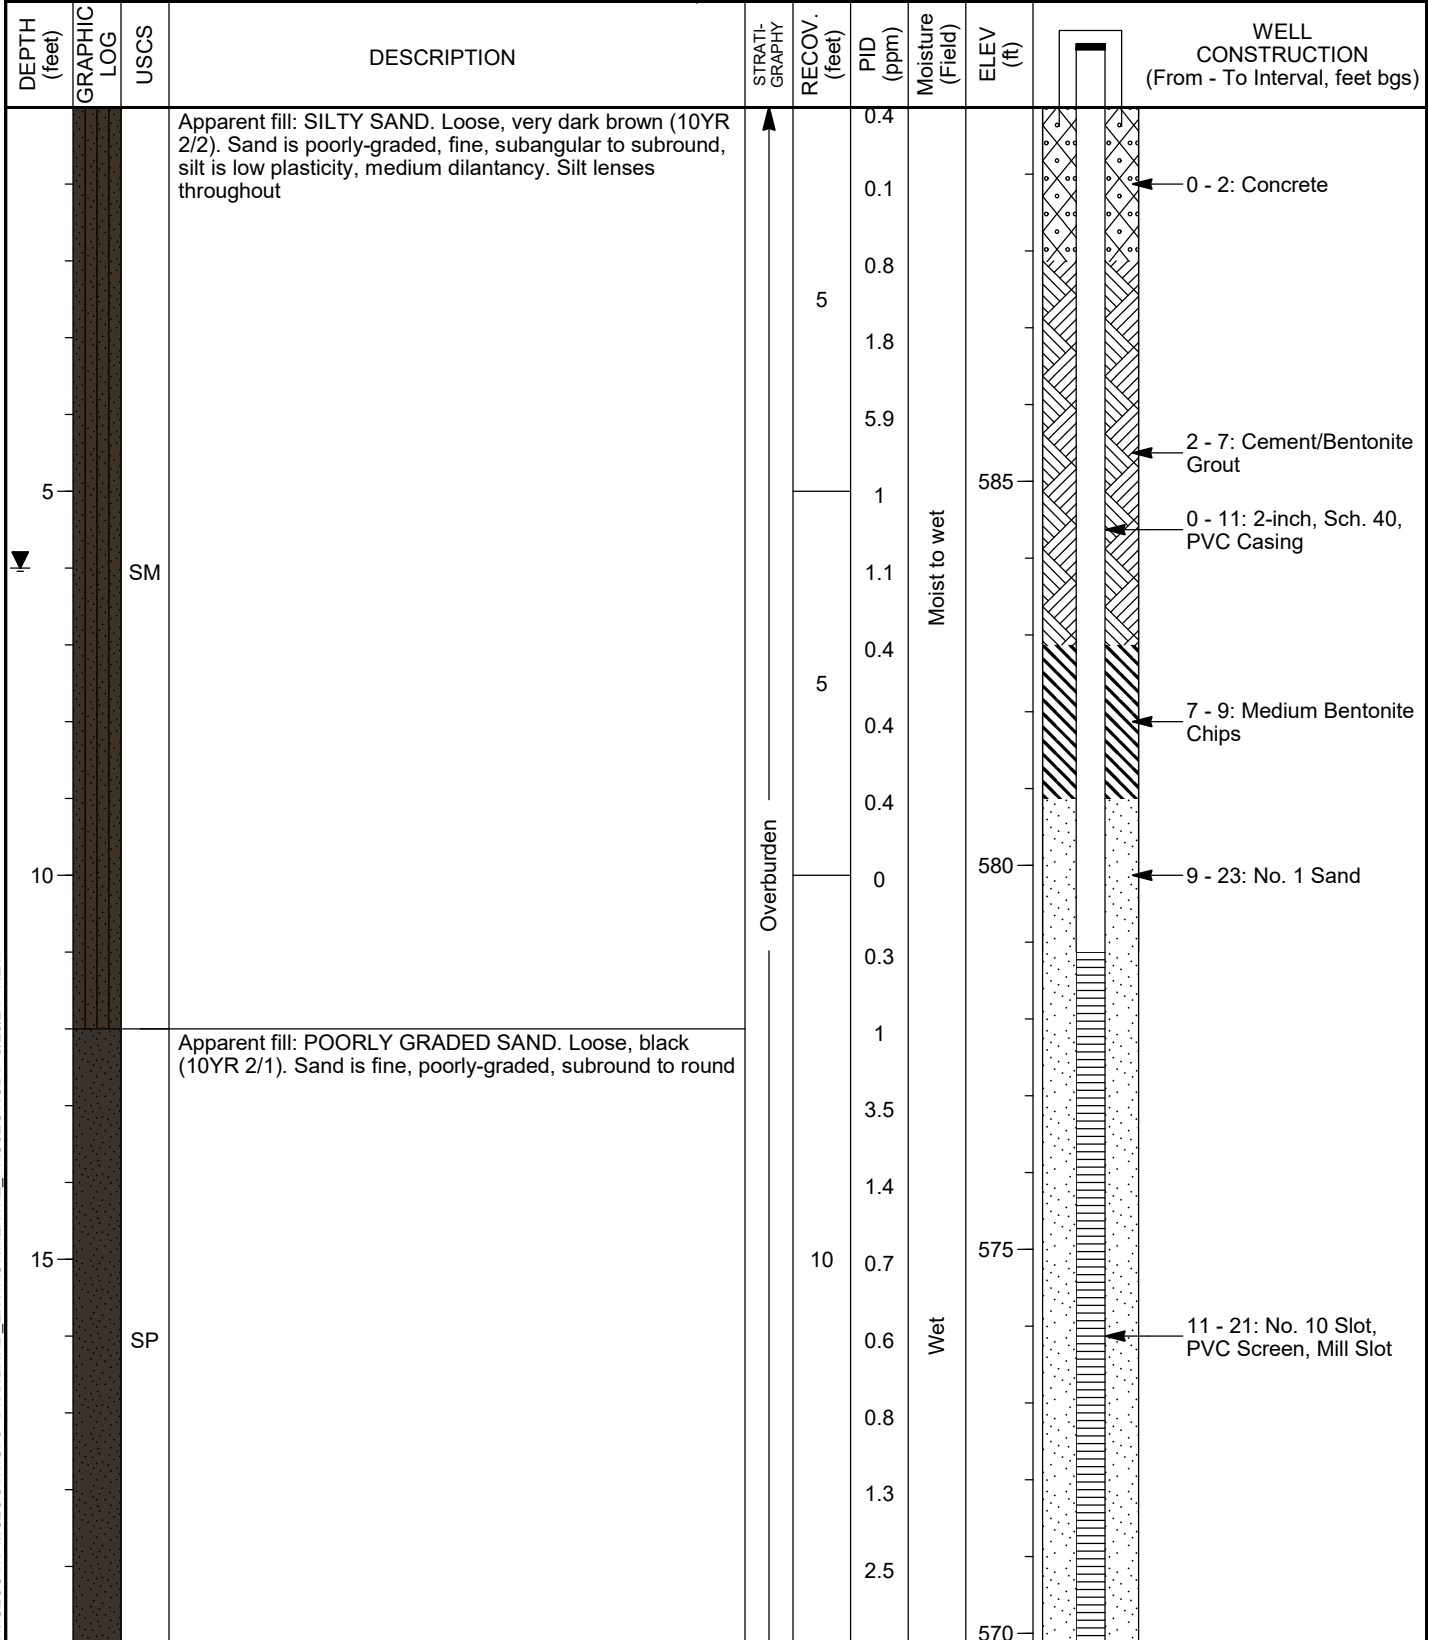 DEPTH
(feet)
GRAPHIC
LOG
USCS
DESCRIPTION
STRATI-
GRAPHY
RECOV.
(feet)
PID
(ppm)
Moisture
(Field)
ELEV
(ft)
WELL
CONSTRUCTION
(From - To Interval, feet bgs)
Apparent fill: SILTY SAND. Loose, very dark brown (10YR
2/2). Sand is poorly-graded, fine, subangular to subround,
silt is low plasticity, medium dilantancy. Silt lenses
throughout
0.4
0.1
0 - 2: Concrete
0.8
5
1.8
5.9
2 - 7: Cement/Bentonite
Grout
5
1
585
0 - 11: 2-inch, Sch. 40,
PVC Casing
SM
1.1
Moist to wet
0.4
5
0.4
7 - 9: Medium Bentonite
Chips
0.4
Overburden
10
0
580
9 - 23: No. 1 Sand
0.3
1
Apparent fill: POORLY GRADED SAND. Loose, black
(10YR 2/1). Sand is fine, poorly-graded, subround to round
3.5
1.4
15
10
0.7
575
SP
0.6
Wet
11 - 21: No. 10 Slot,
PVC Screen, Mill Slot
0.8
1.3
2.5
570